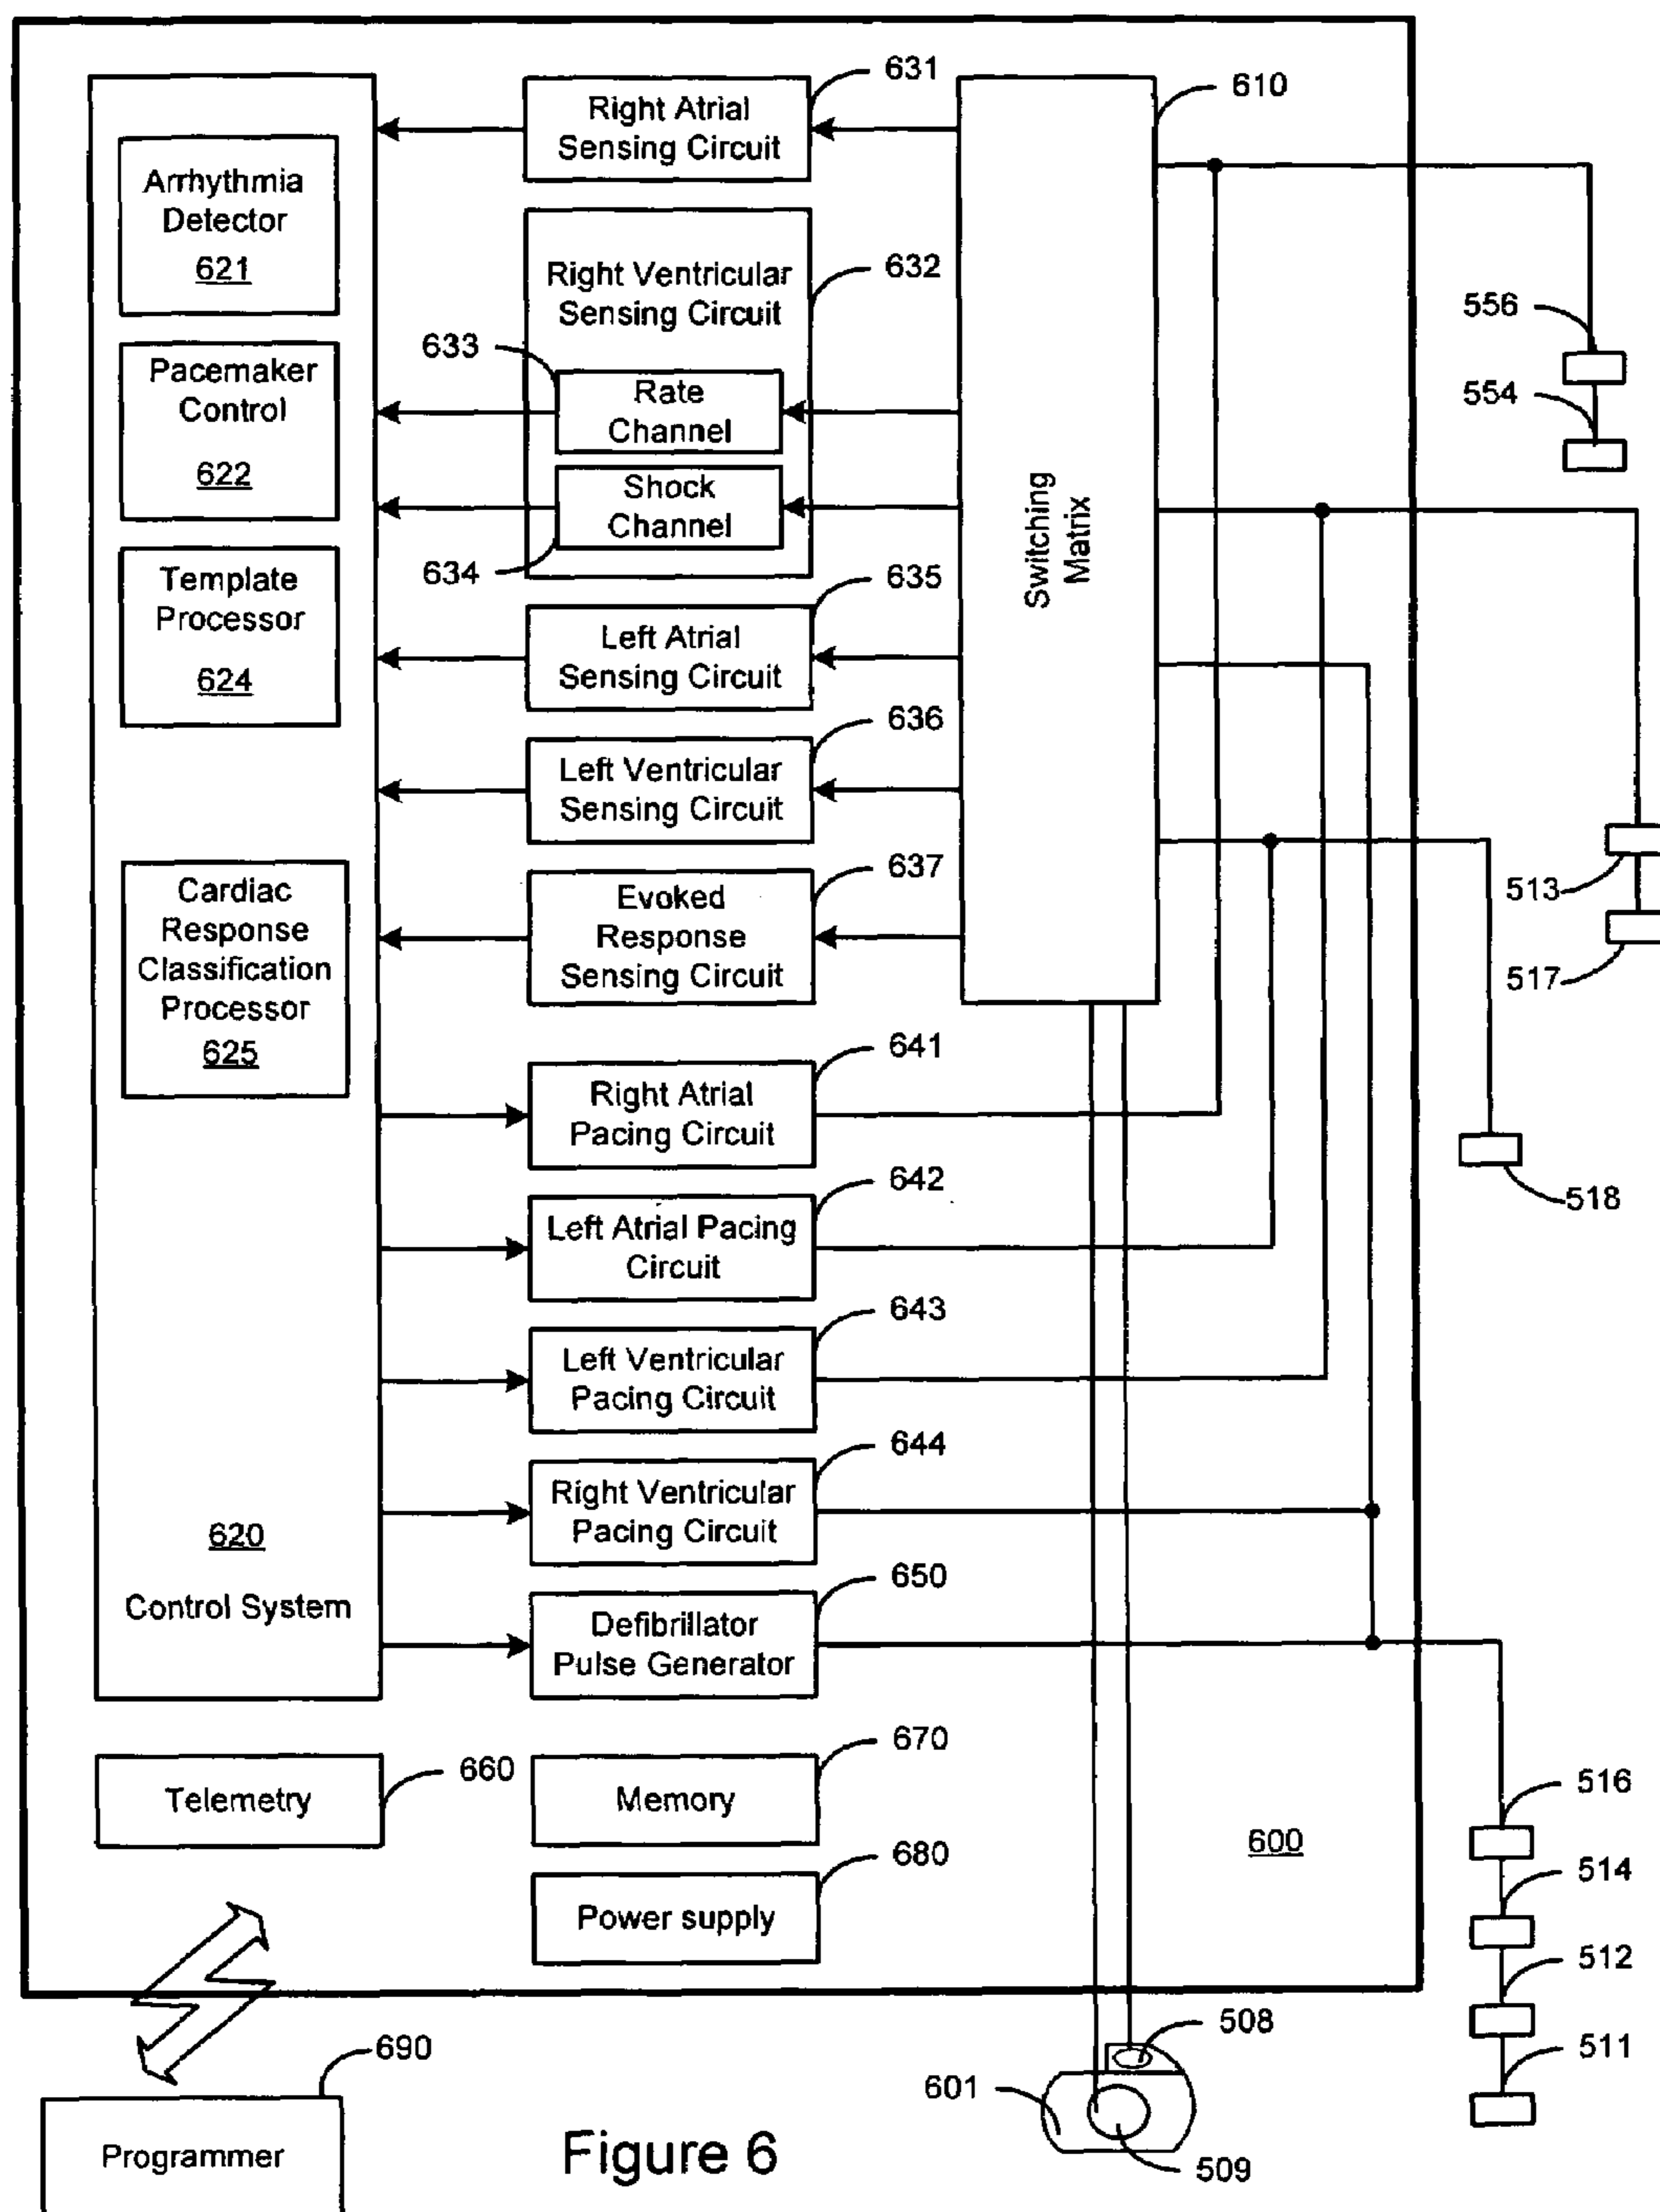 631
Right Atrial
Sensing Circuit
610
Arrhythmia
Detector
621
Right Ventricular
Sensing Circuit
632
556
633
Pacemaker
Control
622
Rate
Channel
554
Shock
Channel
Switching
Matrix
634
635
Template
Processor
624
Left Atrial
Sensing Circuit
636
Left Ventricular
Sensing Circuit
637
Cardiac
Response
Classification
Processor
625
Evoked
Response
Sensing Circuit
513
517
641
Right Atrial
Pacing Circuit
642
518
Left Atrial Pacing
Circuit
643
Left Ventricular
Pacing Circuit
644
Right Ventricular
Pacing Circuit
620
Control System
650
Defibrillator
Pulse Generator
670
660
Telemetry
Memory
516
600
680
514
Power supply
512
508
511
690
601
Programmer
Figure 6
509